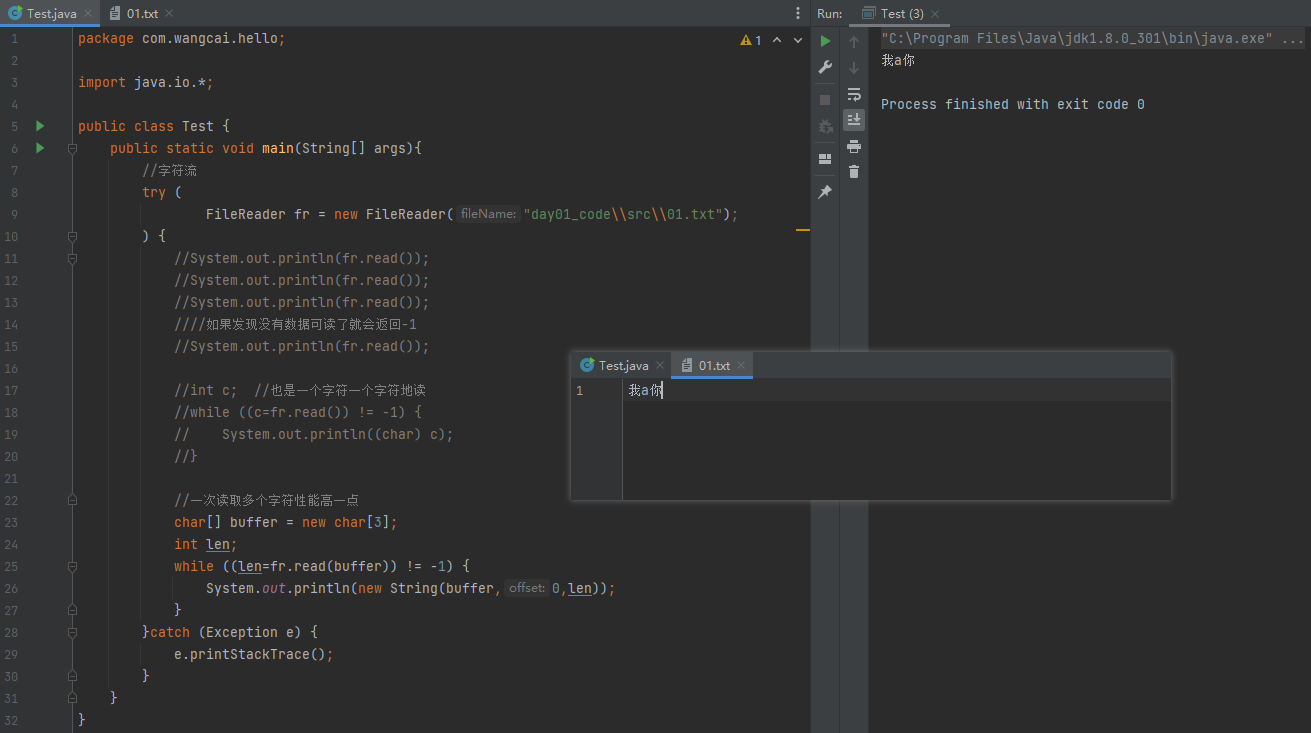 Test.java 01.txt
1 package com.wangcai.hello;
2
3 import java.io.*;
4
5 public class Test {
6 public static void main(String[] args){
7 //字符流
8 try (
9 FileReader fr = new FileReader( fileName: "day01_code\\src\\01.txt");
10 ) {
11 //System.out.println(fr.read());
12 //System.out.println(fr.read());
13 //System.out.println(fr.read());
14 ////如果发现没有数据可读了就会返回-1
15 //System.out.println(fr.read());
16
17 //int c; //也是一个字符一个字符地读
18 //while ((c=fr.read()) != -1) {
19 // System.out.println((char) c);
20 //}
21
22 //一次读取多个字符性能高一点
23 char[] buffer = new char[3];
24 int len;
25 while ((len=fr.read(buffer)) != -1) {
26 System.out.println(new String(buffer, offset: 0,len));
27 }
28 }catch (Exception e) {
29 e.printStackTrace();
30 }
31 }
32 }
1
Test.java 01.txt
1 我a你
Run: Test (3)
"C:\Program Files\Java\jdk1.8.0_301\bin\java.exe" ...
我a你
Process finished with exit code 0